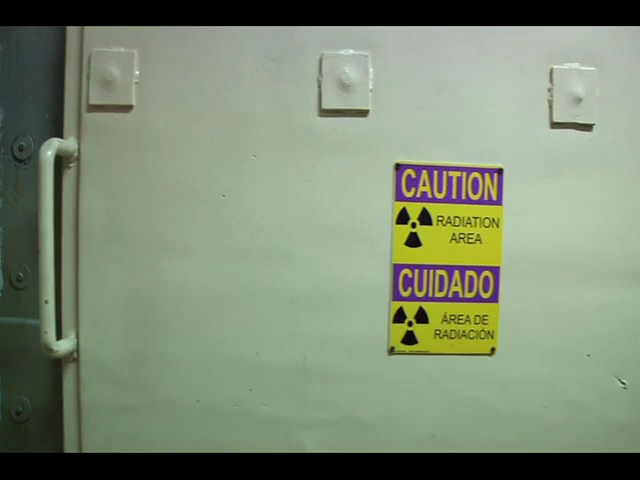 CAUTION
RADIATION
AREA
CUIDADO
ÁREA DE
RADIACIÓN